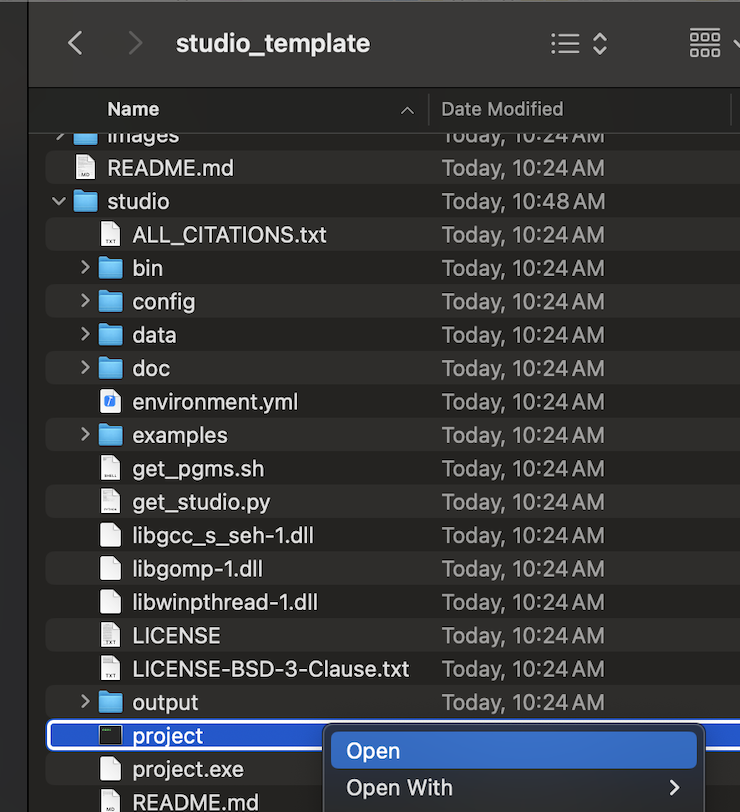 studio_template
Name Date Modified
images Today, 10:24 AM
README.md Today, 10:24 AM
studio Today, 10:48 AM
ALL_CITATIONS.txt Today, 10:24 AM
bin Today, 10:24 AM
config Today, 10:24 AM
data Today, 10:24 AM
doc Today, 10:24 AM
environment.yml Today, 10:24 AM
examples Today, 10:24 AM
get_pgms.sh Today, 10:24 AM
get_studio.py Today, 10:24 AM
libgcc_s_seh-1.dll Today, 10:24 AM
libgomp-1.dll Today, 10:24 AM
libwinpthread-1.dll Today, 10:24 AM
LICENSE Today, 10:24 AM
LICENSE-BSD-3-Clause.txt Today, 10:24 AM
output Today, 10:24 AM
project
Open
project.exe
Open With
README.md